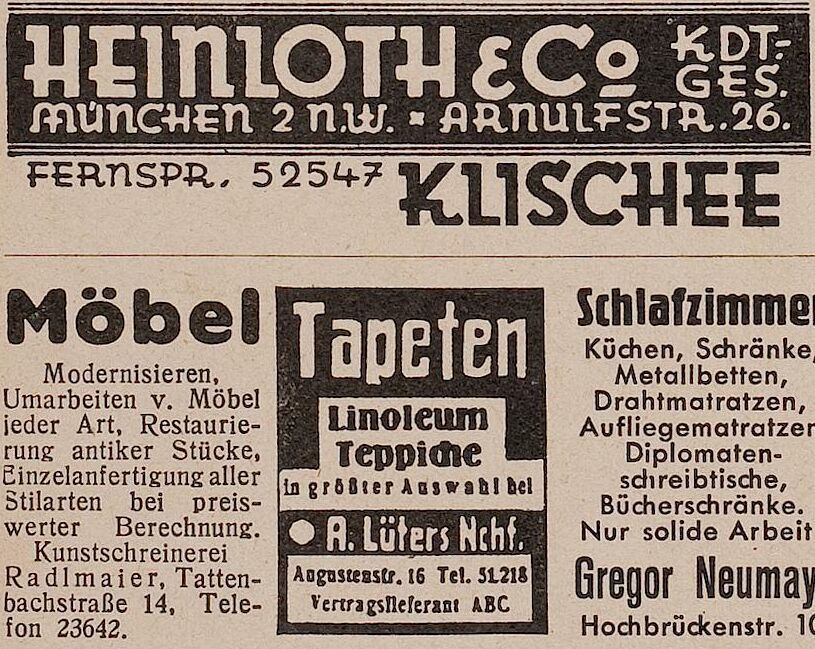 HEINLOTH & Co KDT.-GES.
MÜNCHEN 2 N.W. ▪ ARNULFSTR. 26.
FERNSPR. 52547 KLISCHEE
Möbel
Modernisieren,
Umarbeiten v. Möbel
jeder Art, Restaurie-
rung antiker Stücke,
Einzelanfertigung aller
Stilarten bei preis-
werter Berechnung.
Kunstschreinerei
Radlmaier, Tatten-
bachstraße 14, Tele-
fon 23642.
Tapeten
Linoleum
Teppiche
in größter Auswahl bei
A. Lüters Nchf.
Augustenstr. 16 Tel. 51218
Vertragslieferant ABC
Schlafzimmer
Küchen, Schränke,
Metallbetten,
Drahtmatratzen,
Aufliegematratzen
Diplomaten-
schreibtische,
Bücherschränke.
Nur solide Arbeit
Gregor Neumay
Hochbrückenstr. 10